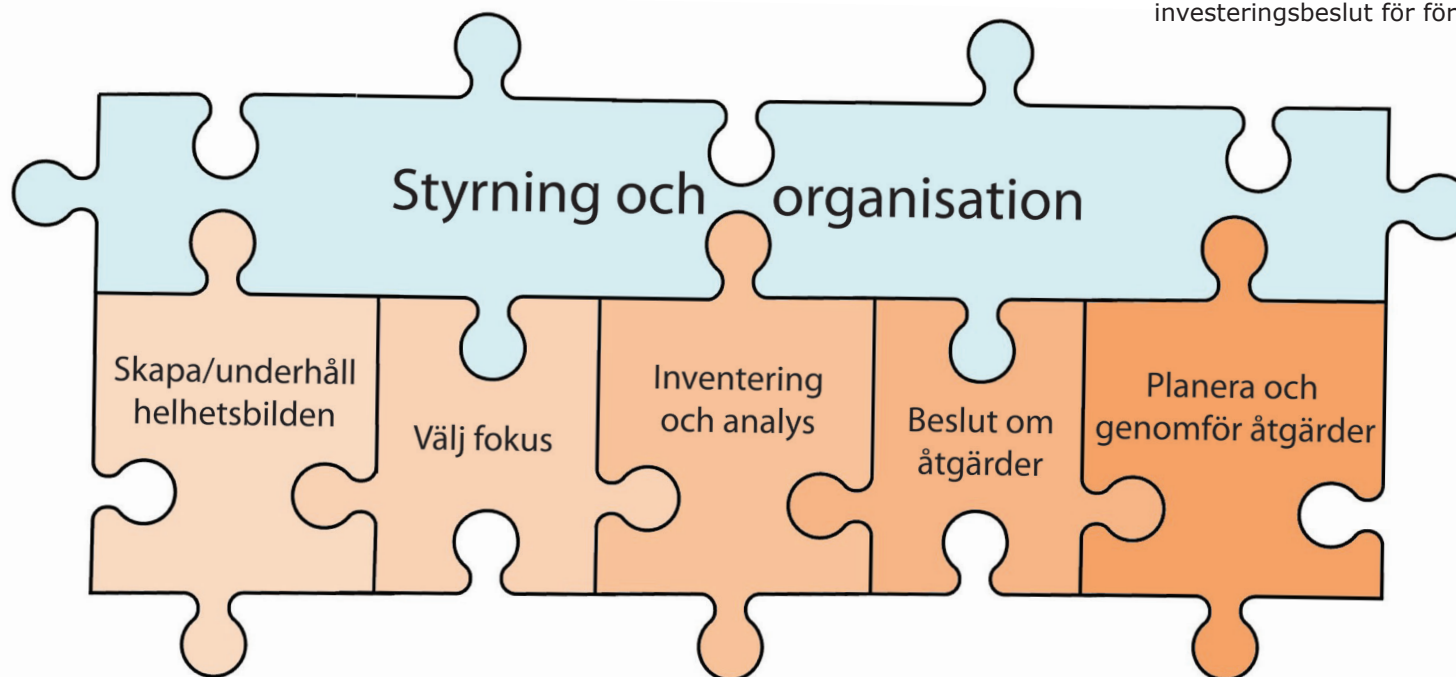 investeringsbeslut för för
Styrning och organisation
Skapa/underhåll
helhetsbilden
Välj fokus
Inventering
och analys
Beslut om
åtgärder
Planera och
genomför åtgärder